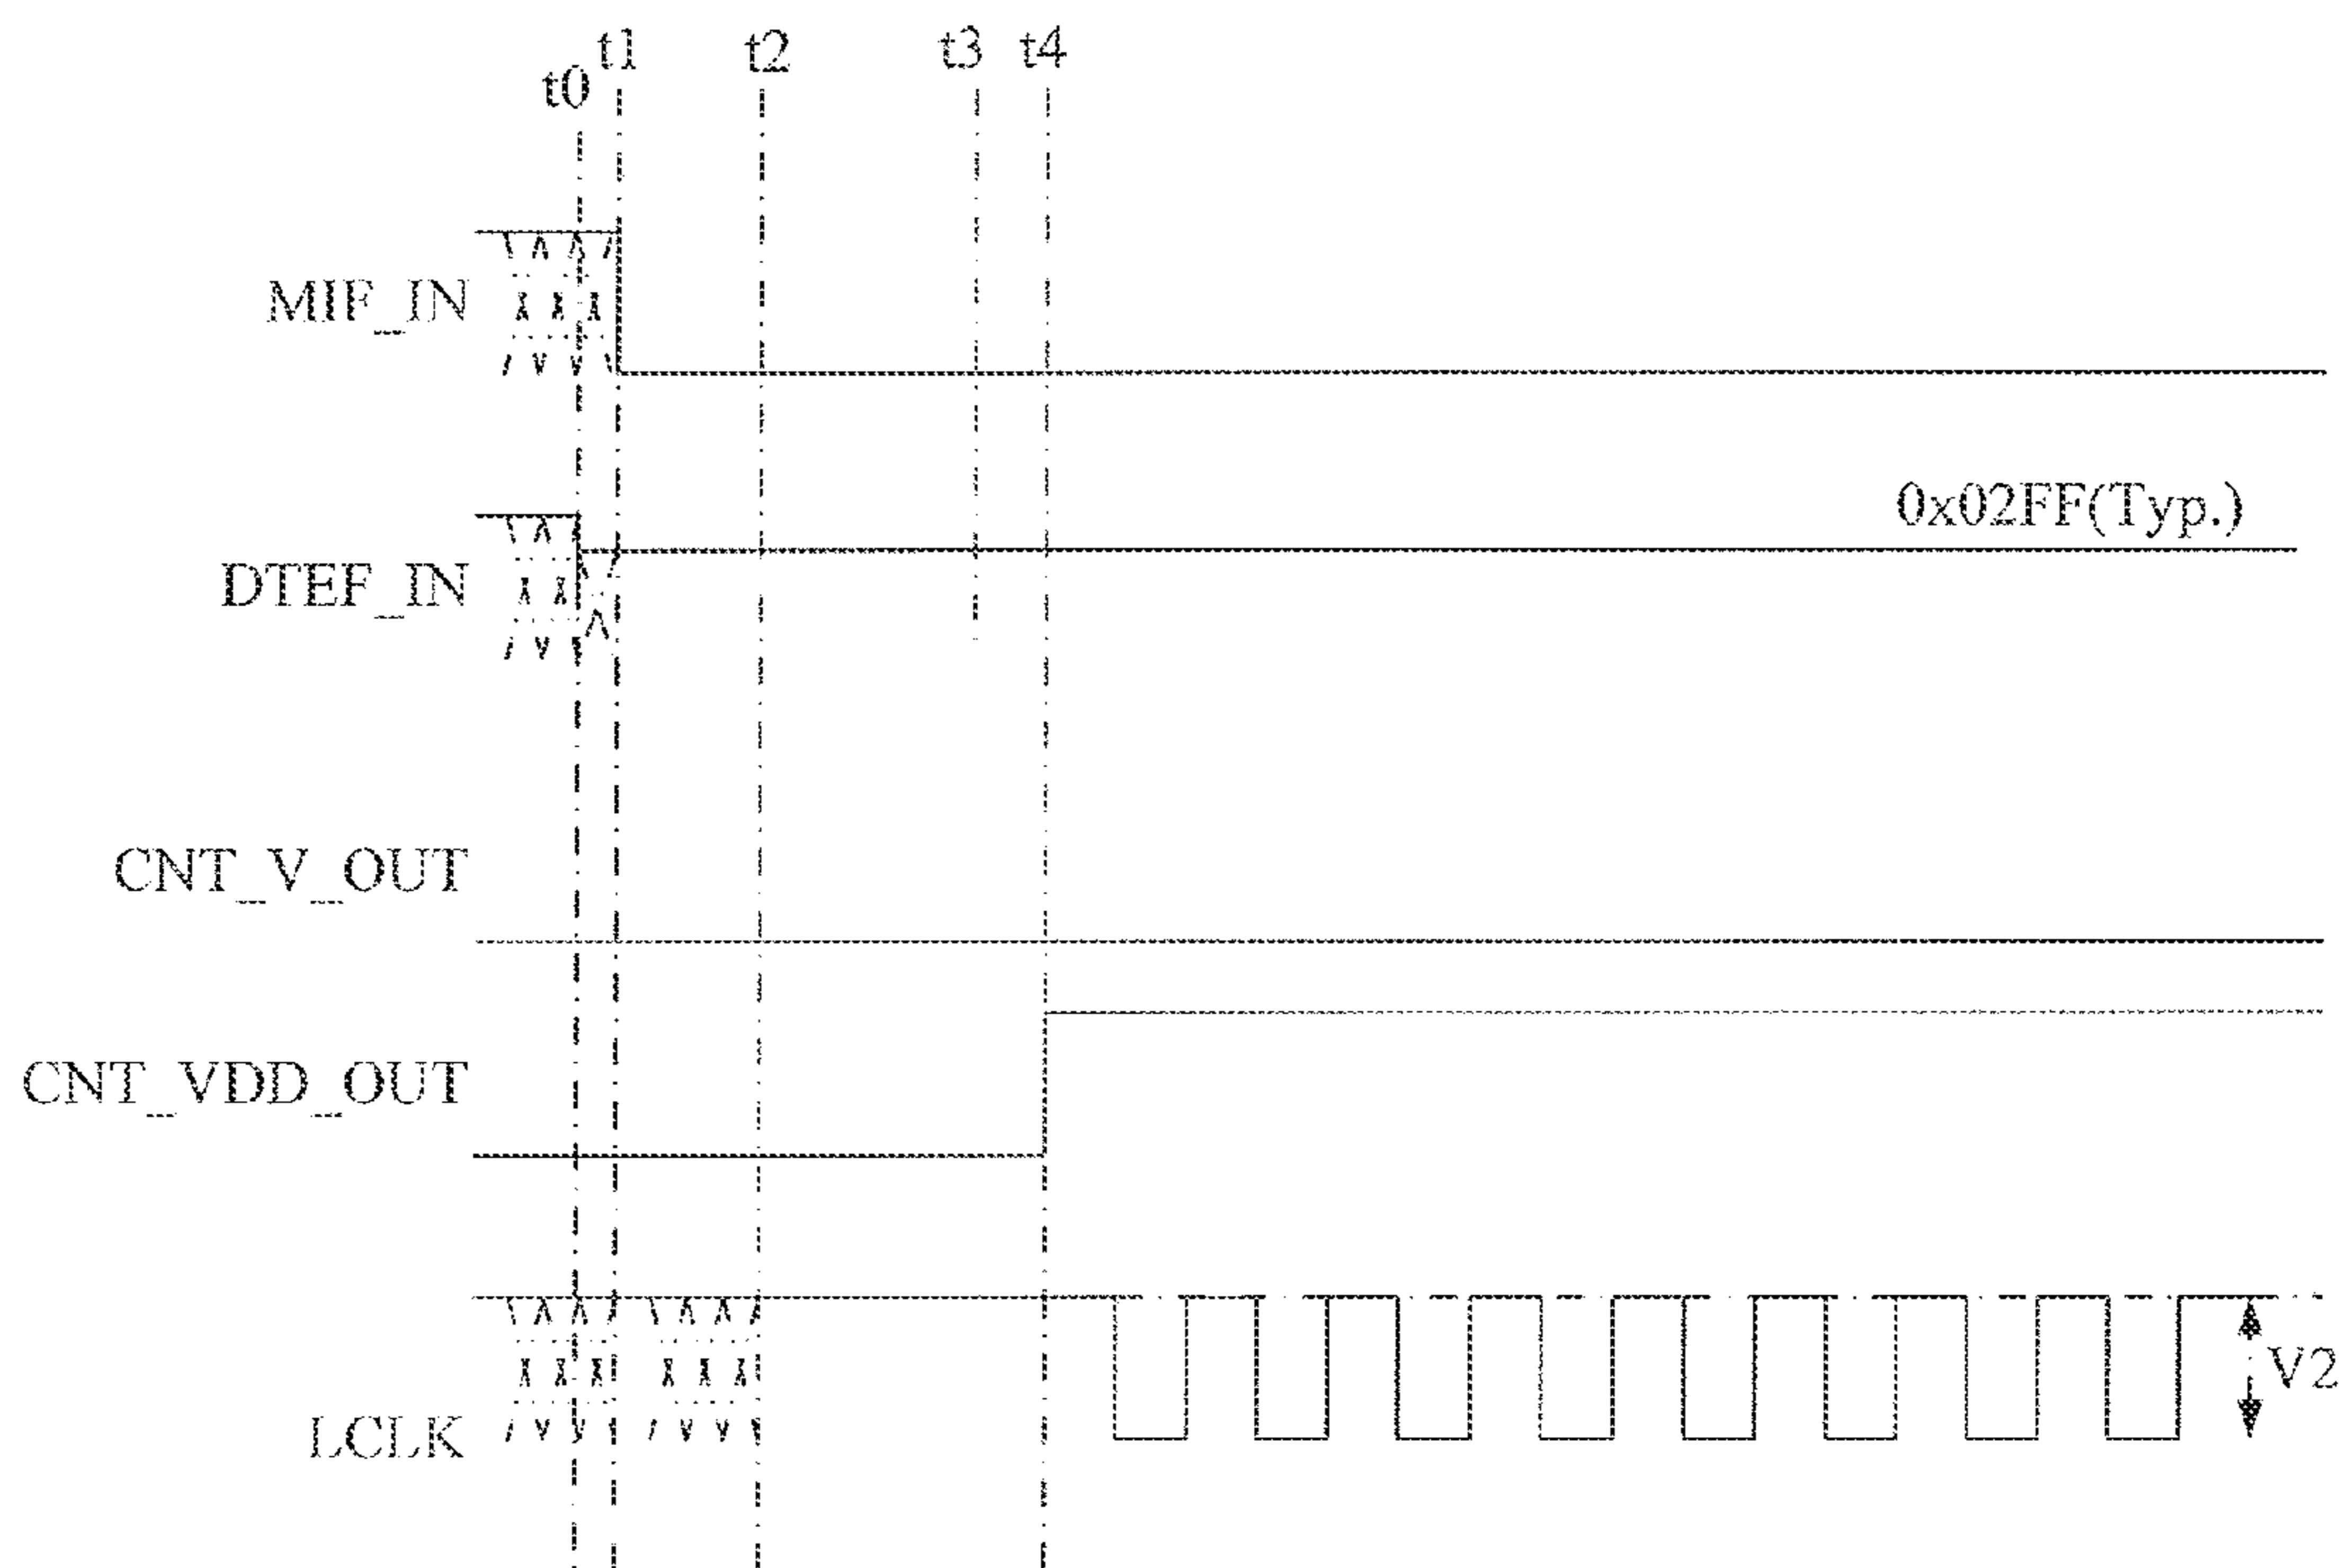 t0 t1 t2 t3 t4
MIF_IN
0x02FF(Typ.)
DTEF_IN
CNT_V_OUT
CNT_VDD_OUT
V2
LCLK